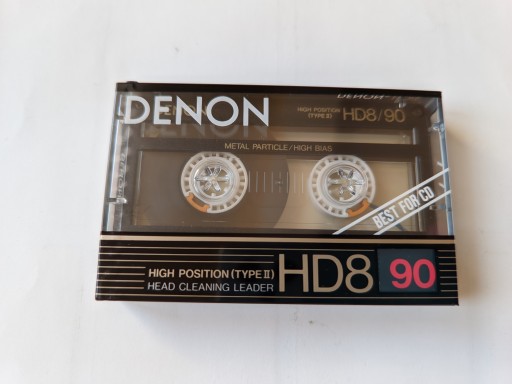 DENON
HIGH POSITION
(TYPE II)
HD8/90
METAL PARTICLE/HIGH BIAS
BEST FOR CD
HIGH POSITION (TYPE II)
HEAD CLEANING LEADER
HD8 90